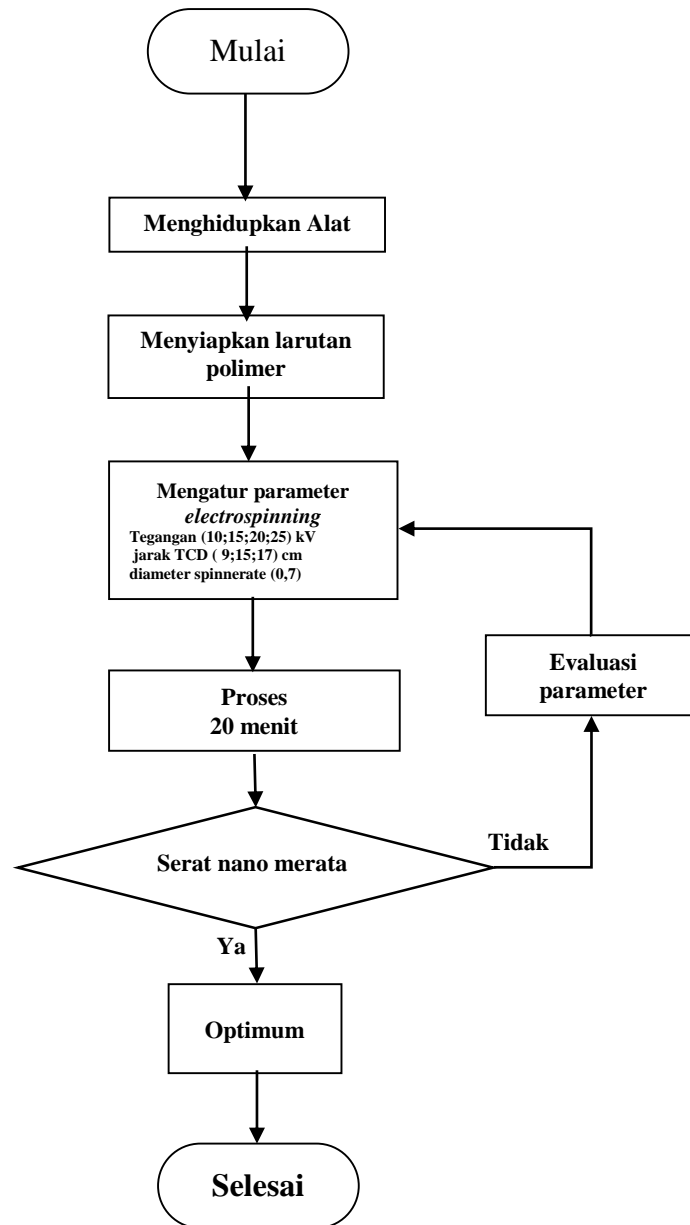 Mulai
Menghidupkan Alat
Menyiapkan larutan
polimer
Mengatur parameter
electrospinning
Tegangan (10;15;20;25) kV
jarak TCD ( 9;15;17) cm
diameter spinnerate (0,7)
Evaluasi
parameter
Proses
20 menit
Tidak
Serat nano merata
Ya
Optimum
Selesai